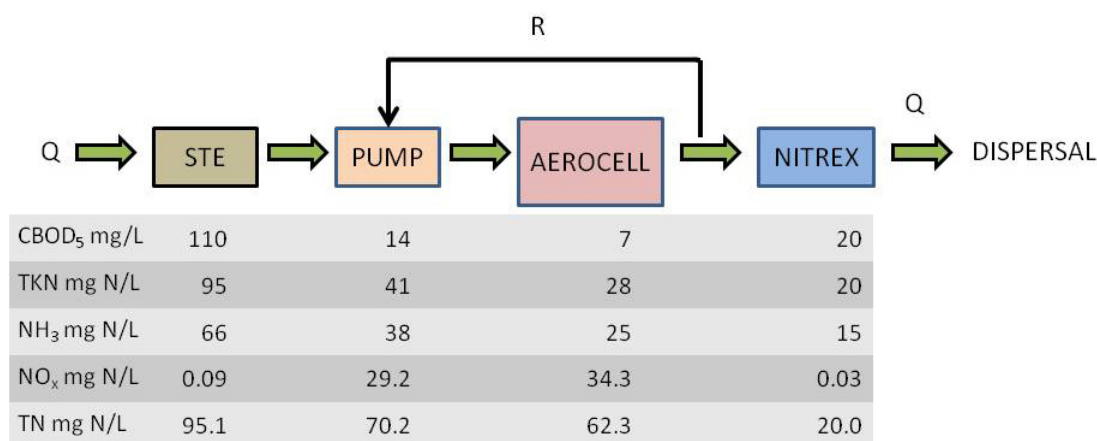 R
Q
Q STE PUMP AEROCELL NITREX DISPERSAL
CBOD₅ mg/L 110 14 7 20
TKN mg N/L 95 41 28 20
NH₃ mg N/L 66 38 25 15
NOₓ mg N/L 0.09 29.2 34.3 0.03
TN mg N/L 95.1 70.2 62.3 20.0